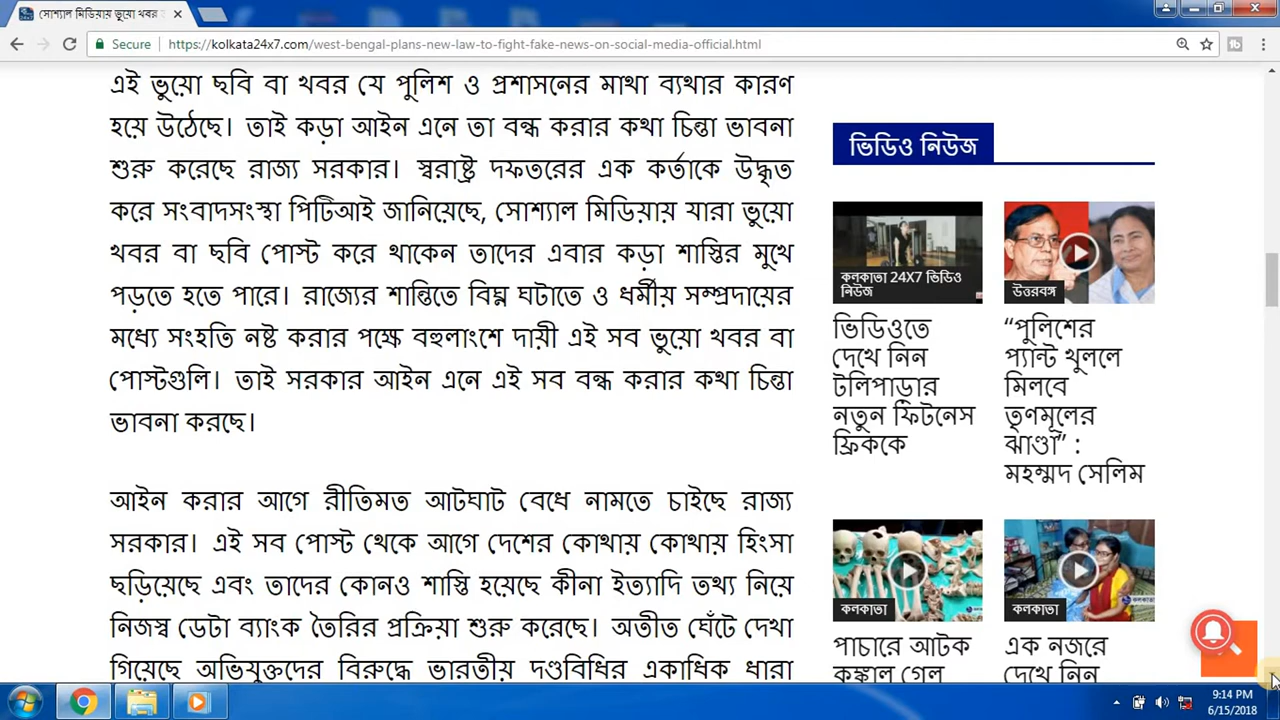 সোশ্যাল মিডিয়ায় ভুয়ো খবর
Secure
https://kolkata24x7.com/west-bengal-plans-new-law-to-fight-fake-news-on-social-media-official.html
এই ভুয়ো ছবি বা খবর যে পুলিশ ও প্রশাসনের মাথা ব্যথার কারণ
হয়ে উঠেছে। তাই কড়া আইন এনে তা বন্ধ করার কথা চিন্তা ভাবনা
শুরু করেছে রাজ্য সরকার। স্বরাষ্ট্র দফতরের এক কর্তাকে উদ্ধৃত
করে সংবাদসংস্থা পিটিআই জানিয়েছে, সোশ্যাল মিডিয়ায় যারা ভুয়ো
খবর বা ছবি পোস্ট করে থাকেন তাদের এবার কড়া শাস্তির মুখে
পড়তে হতে পারে। রাজ্যের শান্তিতে বিঘ্ন ঘটাতে ও ধর্মীয় সম্প্রদায়ের
মধ্যে সংহতি নষ্ট করার পক্ষে বহুলাংশে দায়ী এই সব ভুয়ো খবর বা
পোস্টগুলি। তাই সরকার আইন এনে এই সব বন্ধ করার কথা চিন্তা
ভাবনা করছে।
আইন করার আগে রীতিমত আটঘাট বেধে নামতে চাইছে রাজ্য
সরকার। এই সব পোস্ট থেকে আগে দেশের কোথায় কোথায় হিংসা
ছড়িয়েছে এবং তাদের কোনও শাস্তি হয়েছে কীনা ইত্যাদি তথ্য নিয়ে
নিজস্ব ডেটা ব্যাংক তৈরির প্রক্রিয়া শুরু করেছে। অতীত ঘেঁটে দেখা
গিয়েছে অভিযুক্তদের বিরুদ্ধে ভারতীয় দণ্ডবিধির একাধিক ধারা
ভিডিও নিউজ
কলকাতা 24X7 ভিডিও
নিউজ
ভিডিওতে
দেখে নিন
টলিপাড়ার
নতুন ফিটনেস
ফ্রিককে
উত্তরবঙ্গ
“পুলিশের
প্যান্ট খুললে
মিলবে
তৃণমূলের
ঝাণ্ডা” :
মহম্মদ সেলিম
কলকাতা
পাচারে আটক
কঙ্কাল গেল
কলকাতা
এক নজরে
দেখে নিন
9:14 PM
6/15/2018